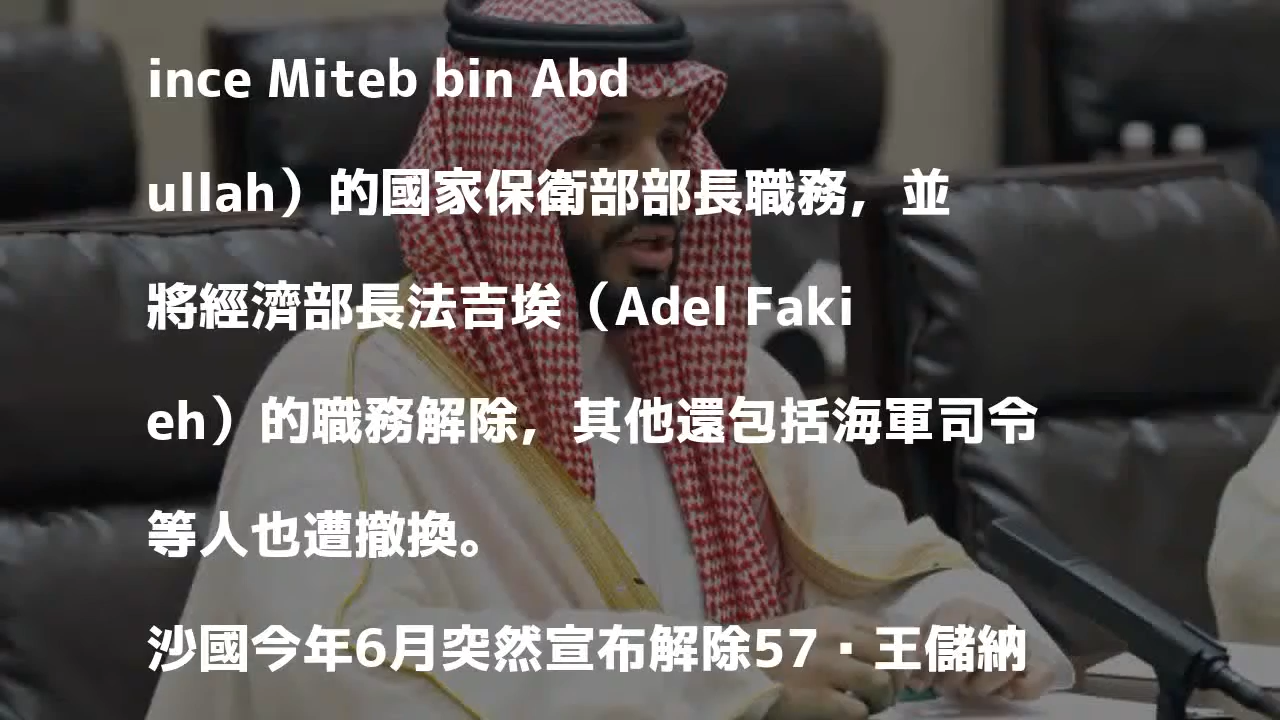 ince Miteb bin Abd
ullah）的國家保衛部部長職務，並
將經濟部長法吉埃（Adel Faki
eh）的職務解除，其他還包括海軍司令
等人也遭撤換。
沙國今年6月突然宣布解除57·王儲納